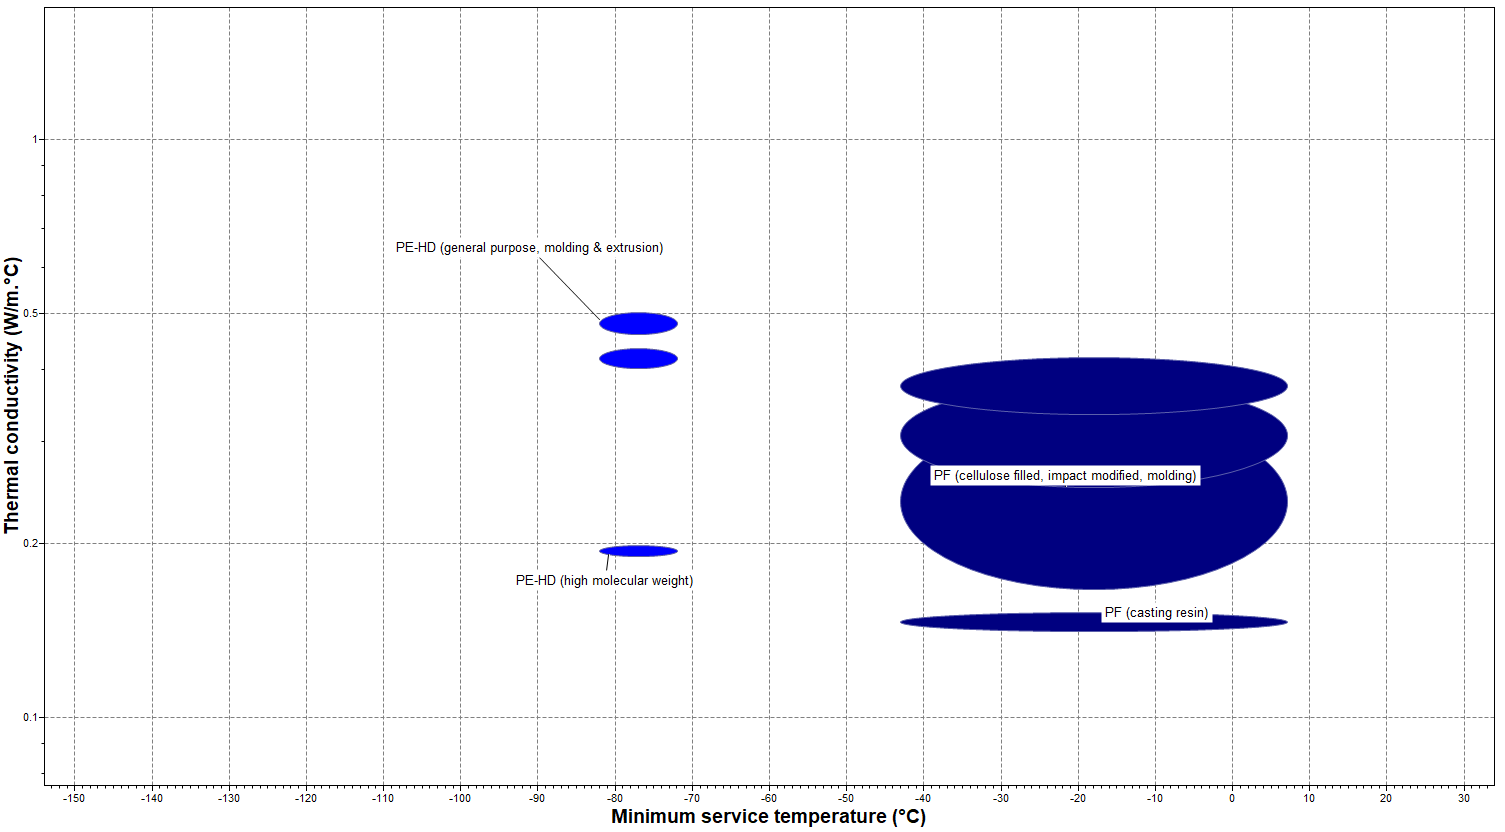 Thermal conductivity (W/m.°C)
1
0.5
0.2
0.1
PE-HD (general purpose, molding & extrusion)
PE-HD (high molecular weight)
PF (cellulose filled, impact modified, molding)
PF (casting resin)
-150 -140 -130 -120 -110 -100 -90 -80 -70 -60 -50 -40 -30 -20 -10 0 10 20 30
Minimum service temperature (°C)